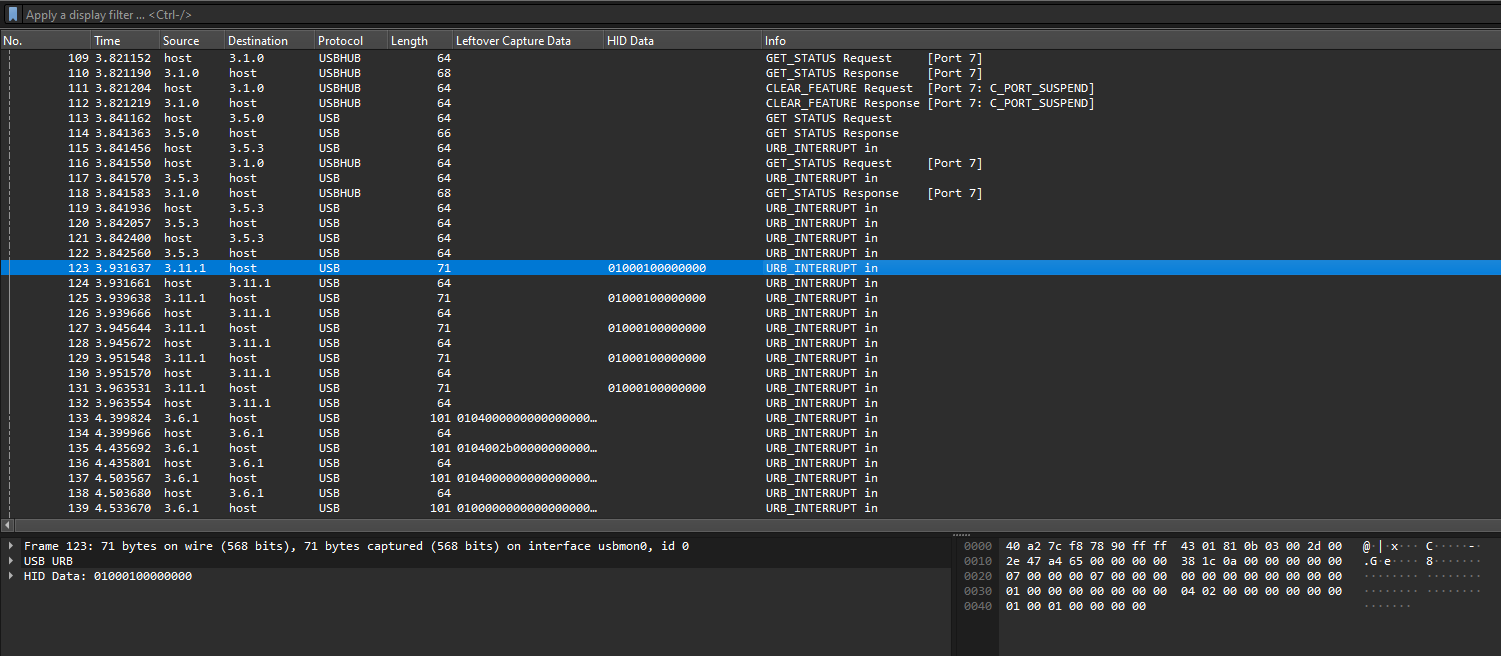 Apply a display filter ... <Ctrl-/>
No. Time Source Destination Protocol Length Leftover Capture Data HID Data Info
109 3.821152 host 3.1.0 USBHUB 64 GET_STATUS Request [Port 7]
110 3.821190 3.1.0 host USBHUB 68 GET_STATUS Response [Port 7]
111 3.821204 host 3.1.0 USBHUB 64 CLEAR_FEATURE Request [Port 7: C_PORT_SUSPEND]
112 3.821219 3.1.0 host USBHUB 64 CLEAR_FEATURE Response [Port 7: C_PORT_SUSPEND]
113 3.841162 host 3.5.0 USB 64 GET STATUS Request
114 3.841363 3.5.0 host USB 66 GET STATUS Response
115 3.841456 host 3.5.3 USB 64 URB_INTERRUPT in
116 3.841550 host 3.1.0 USBHUB 64 GET_STATUS Request [Port 7]
117 3.841570 3.5.3 host USB 64 URB_INTERRUPT in
118 3.841583 3.1.0 host USBHUB 68 GET_STATUS Response [Port 7]
119 3.841936 host 3.5.3 USB 64 URB_INTERRUPT in
120 3.842057 3.5.3 host USB 64 URB_INTERRUPT in
121 3.842400 host 3.5.3 USB 64 URB_INTERRUPT in
122 3.842560 3.5.3 host USB 64 URB_INTERRUPT in
123 3.931637 3.11.1 host USB 71 01000100000000 URB_INTERRUPT in
124 3.931661 host 3.11.1 USB 64 URB_INTERRUPT in
125 3.939638 3.11.1 host USB 71 01000100000000 URB_INTERRUPT in
126 3.939666 host 3.11.1 USB 64 URB_INTERRUPT in
127 3.945644 3.11.1 host USB 71 01000100000000 URB_INTERRUPT in
128 3.945672 host 3.11.1 USB 64 URB_INTERRUPT in
129 3.951548 3.11.1 host USB 71 01000100000000 URB_INTERRUPT in
130 3.951570 host 3.11.1 USB 64 URB_INTERRUPT in
131 3.963531 3.11.1 host USB 71 01000100000000 URB_INTERRUPT in
132 3.963554 host 3.11.1 USB 64 URB_INTERRUPT in
133 4.399824 3.6.1 host USB 101 0104000000000000000… URB_INTERRUPT in
134 4.399966 host 3.6.1 USB 64 URB_INTERRUPT in
135 4.435692 3.6.1 host USB 101 0104002b00000000000… URB_INTERRUPT in
136 4.435801 host 3.6.1 USB 64 URB_INTERRUPT in
137 4.503567 3.6.1 host USB 101 0104000000000000000… URB_INTERRUPT in
138 4.503680 host 3.6.1 USB 64 URB_INTERRUPT in
139 4.533670 3.6.1 host USB 101 0100000000000000000… URB_INTERRUPT in
Frame 123: 71 bytes on wire (568 bits), 71 bytes captured (568 bits) on interface usbmon0, id 0
USB URB
HID Data: 01000100000000
0000 40 a2 7c f8 78 90 ff ff 43 01 81 0b 03 00 2d 00 @·|·x··· C·····-·
0010 2e 47 a4 65 00 00 00 00 38 1c 0a 00 00 00 00 00 .G·e···· 8·······
0020 07 00 00 00 07 00 00 00 00 00 00 00 00 00 00 00 ········ ········
0030 01 00 00 00 00 00 00 00 04 02 00 00 00 00 00 00 ········ ········
0040 01 00 01 00 00 00 00 ·······